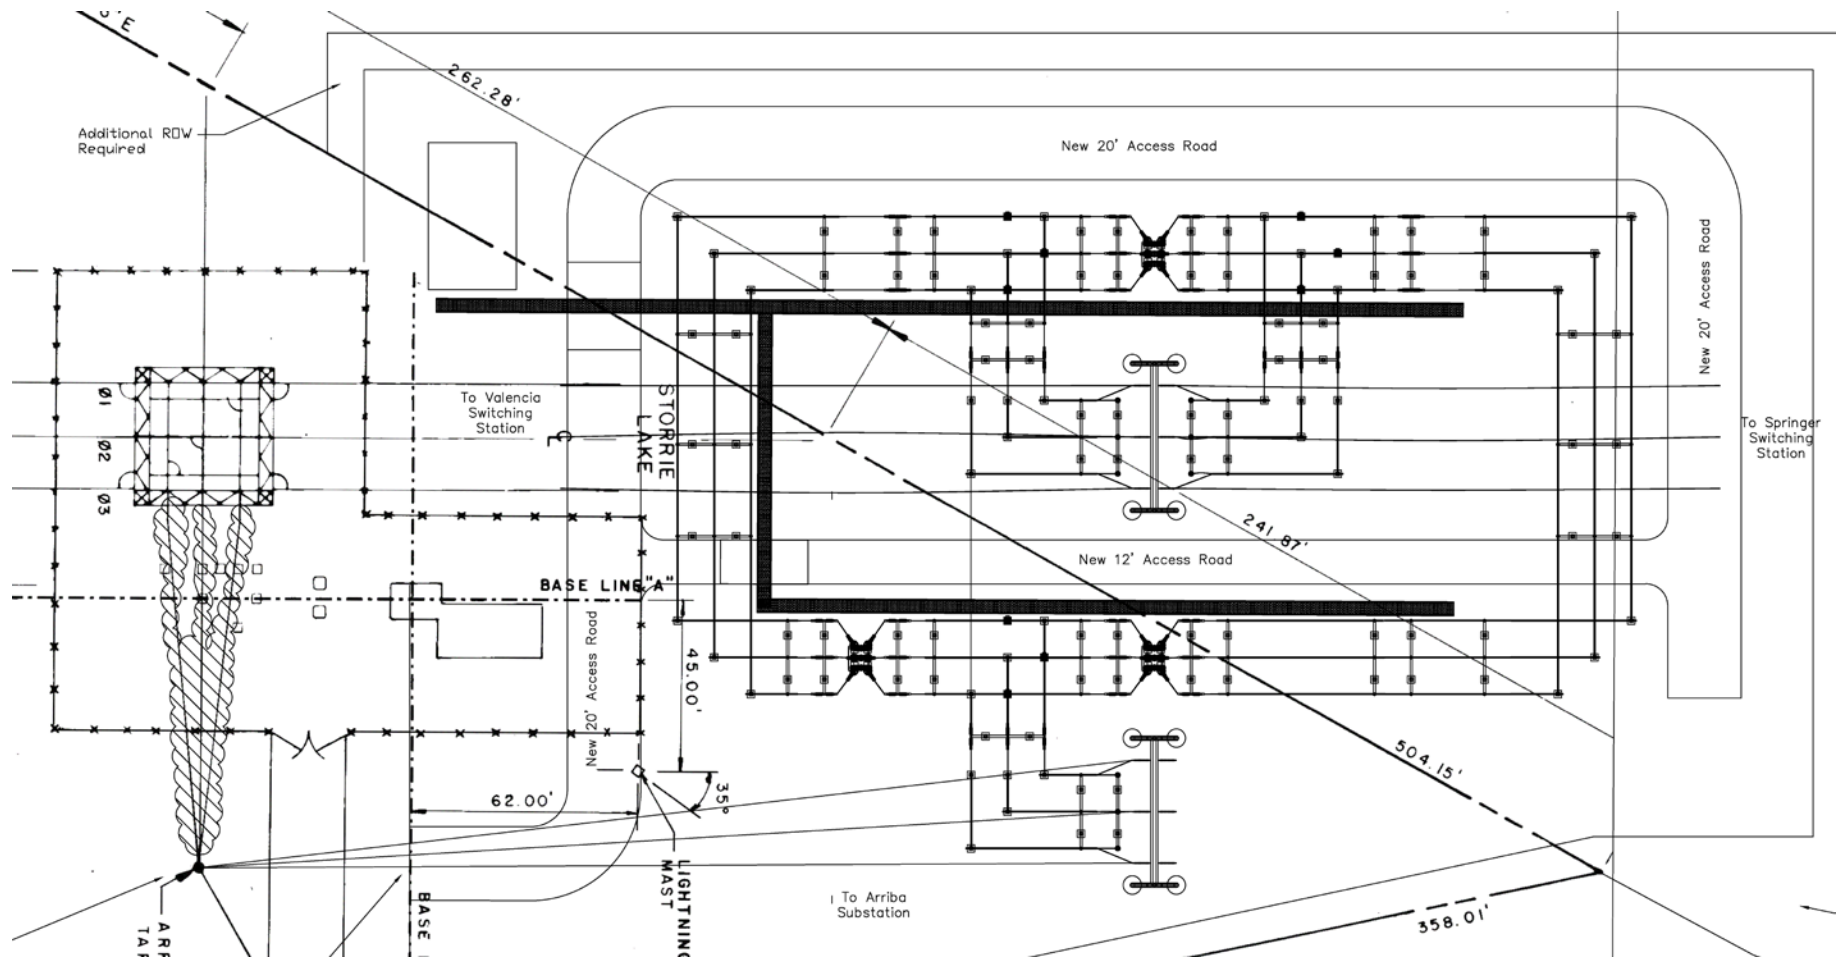 262.28'
Additional ROW
Required
New 20' Access Road
New 20' Access Road
To Valencia
Switching
Station
STORRIE
LAKE
To Springer
Switching
Station
Ø1
Ø2
Ø3
241.87'
New 12' Access Road
BASE LINE "A"
New 20' Access Road
45.00'
62.00'
35°
504.15'
LIGHTNING
MAST
To Arriba
Substation
358.01'
BASE